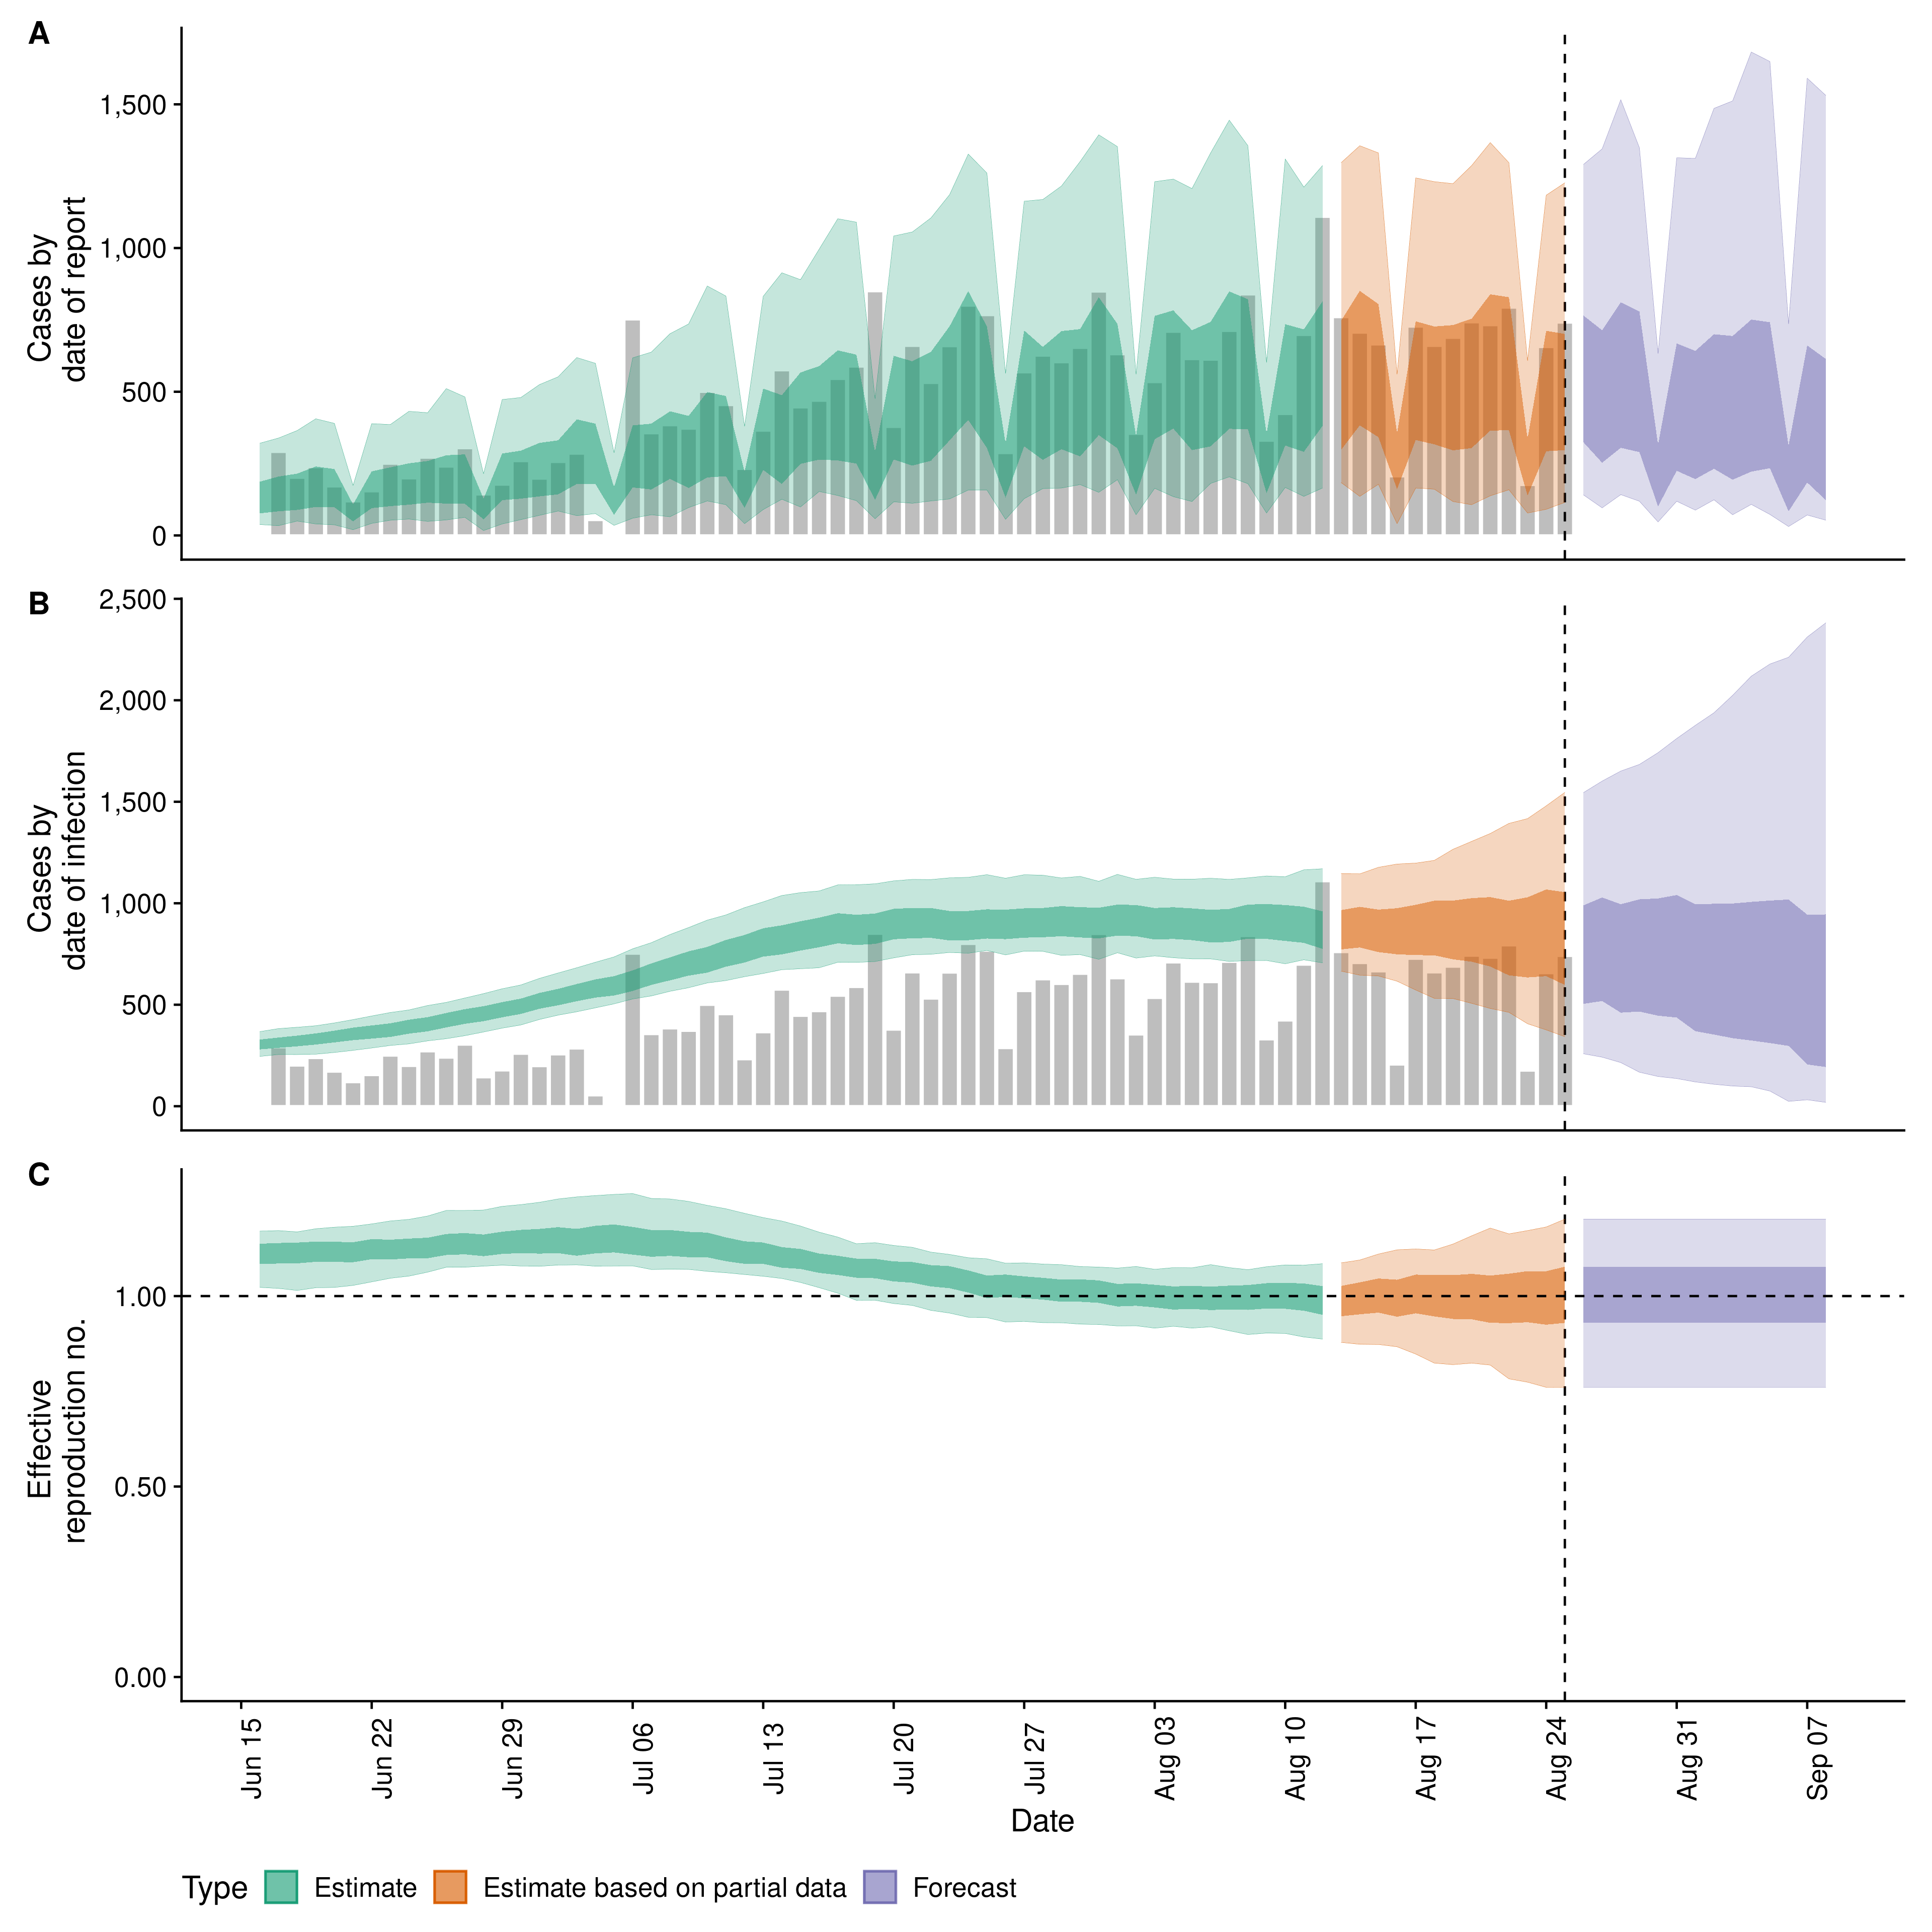 A
1,500
1,000
500
0
Cases by
date of report
B
2,500
2,000
1,500
1,000
500
0
Cases by
date of infection
C
1.00
0.50
0.00
Effective
reproduction no.
Jun 15
Jun 22
Jun 29
Jul 06
Jul 13
Jul 20
Jul 27
Aug 03
Aug 10
Aug 17
Aug 24
Aug 31
Sep 07
Date
Type Estimate Estimate based on partial data Forecast